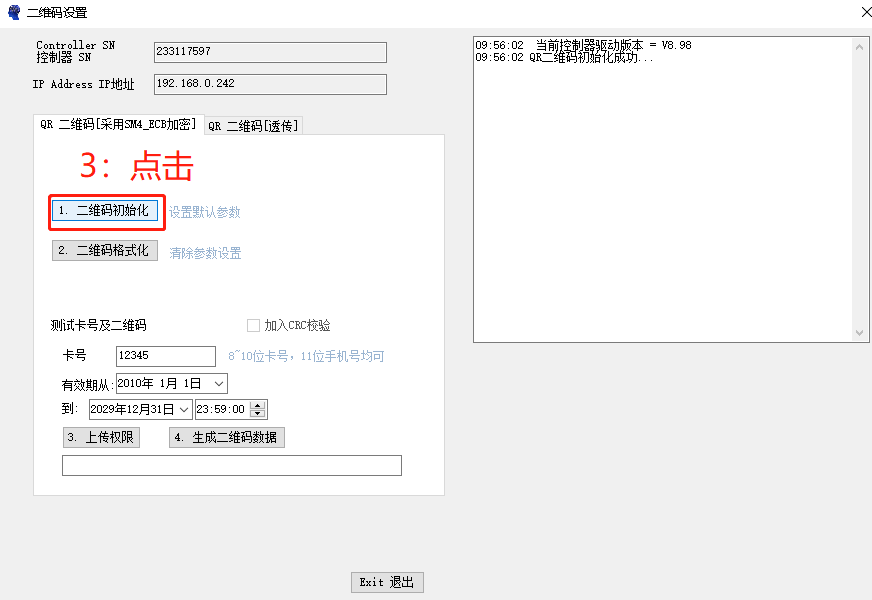 二维码设置
Controller SN
控制器 SN
233117597
IP Address IP地址
192.168.0.242
QR 二维码[采用SM4_ECB加密]
QR 二维码[透传]
3：点击
1. 二维码初始化
设置默认参数
2. 二维码格式化
清除参数设置
测试卡号及二维码
加入CRC校验
卡号
12345
8~10位卡号，11位手机号均可
有效期从:
2010年 1月 1日
到:
2029年12月31日
23:59:00
3. 上传权限
4. 生成二维码数据
09:56:02  当前控制器驱动版本 = V8.98
09:56:02 QR二维码初始化成功...
Exit 退出